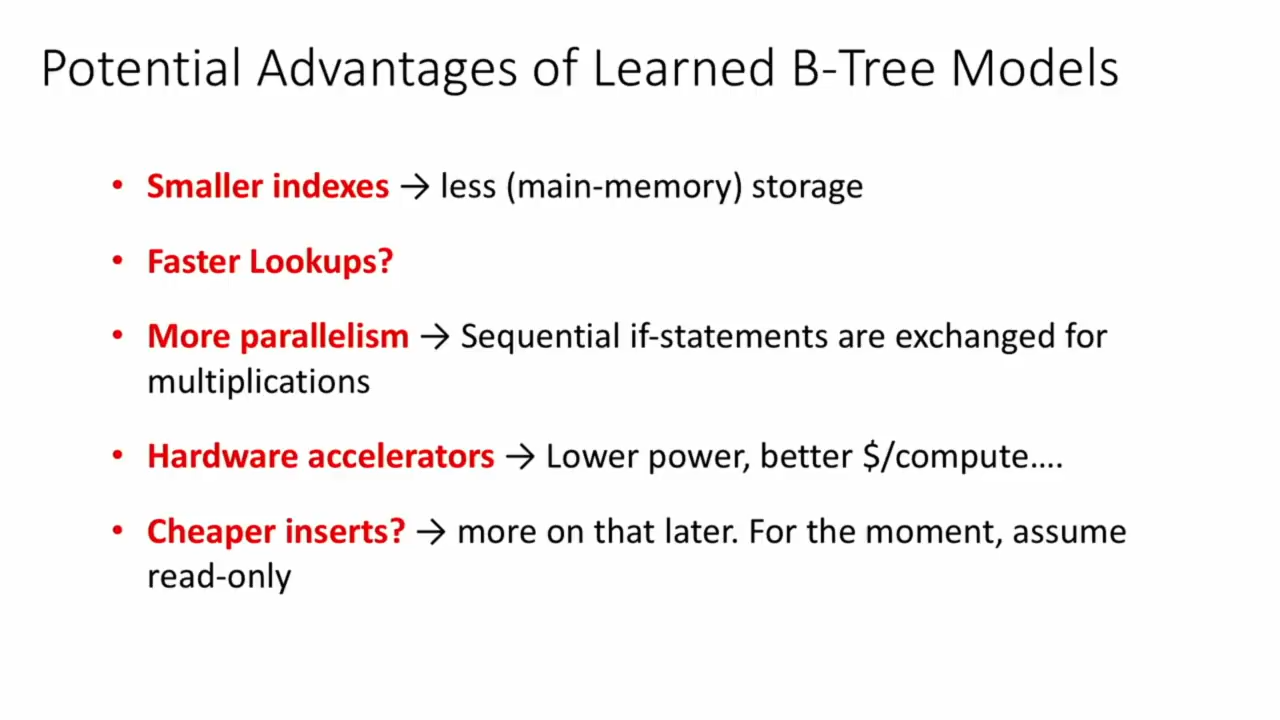 Potential Advantages of Learned B-Tree Models
• Smaller indexes → less (main-memory) storage
• Faster Lookups?
• More parallelism → Sequential if-statements are exchanged for
multiplications
• Hardware accelerators → Lower power, better $/compute....
• Cheaper inserts? → more on that later. For the moment, assume
read-only